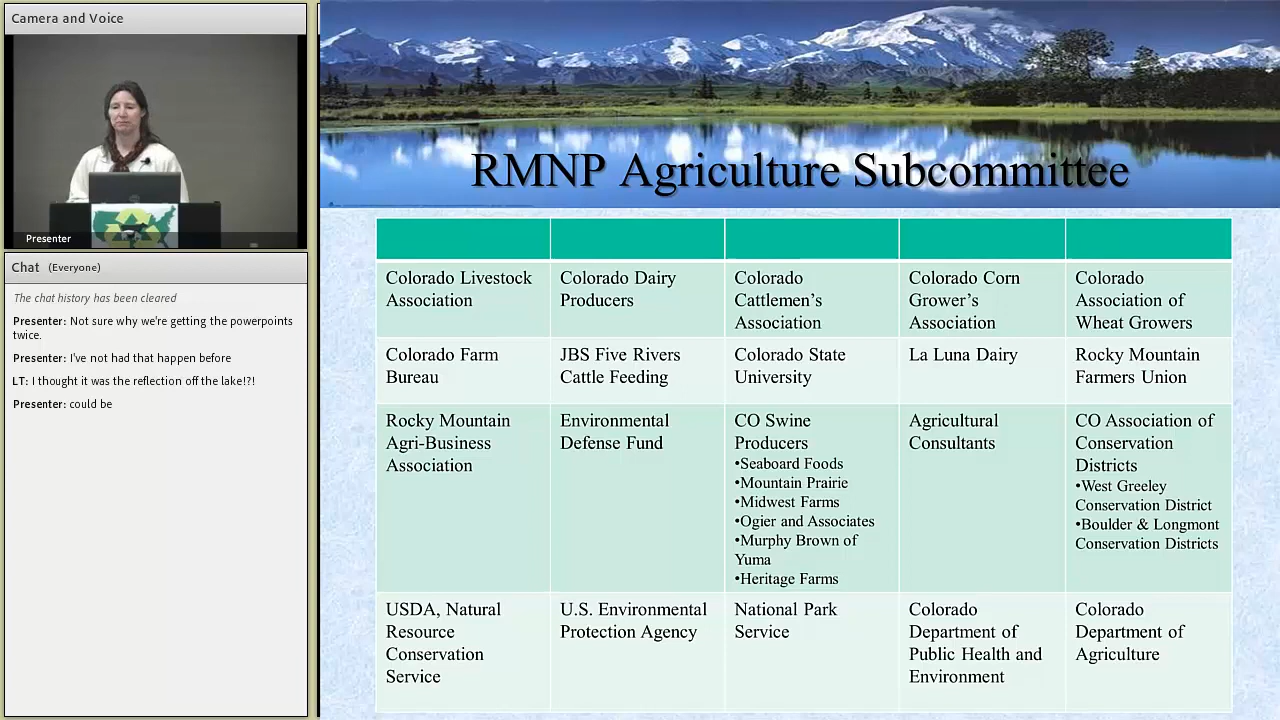 Camera and Voice
Presenter
Chat (Everyone)
The chat history has been cleared
Presenter: Not sure why we're getting the powerpoints
twice.
Presenter: I've not had that happen before
LT: I thought it was the reflection off the lake!?!
Presenter: could be
RMNP Agriculture Subcommittee
Colorado Livestock
Association
Colorado Dairy
Producers
Colorado
Cattlemen's
Association
Colorado Corn
Grower's
Association
Colorado
Association of
Wheat Growers
Colorado Farm
Bureau
JBS Five Rivers
Cattle Feeding
Colorado State
University
La Luna Dairy
Rocky Mountain
Farmers Union
Rocky Mountain
Agri-Business
Association
Environmental
Defense Fund
CO Swine
Producers
•Seaboard Foods
•Mountain Prairie
•Midwest Farms
•Ogier and Associates
•Murphy Brown of
Yuma
•Heritage Farms
Agricultural
Consultants
CO Association of
Conservation
Districts
•West Greeley
Conservation District
•Boulder & Longmont
Conservation Districts
USDA, Natural
Resource
Conservation
Service
U.S. Environmental
Protection Agency
National Park
Service
Colorado
Department of
Public Health and
Environment
Colorado
Department of
Agriculture